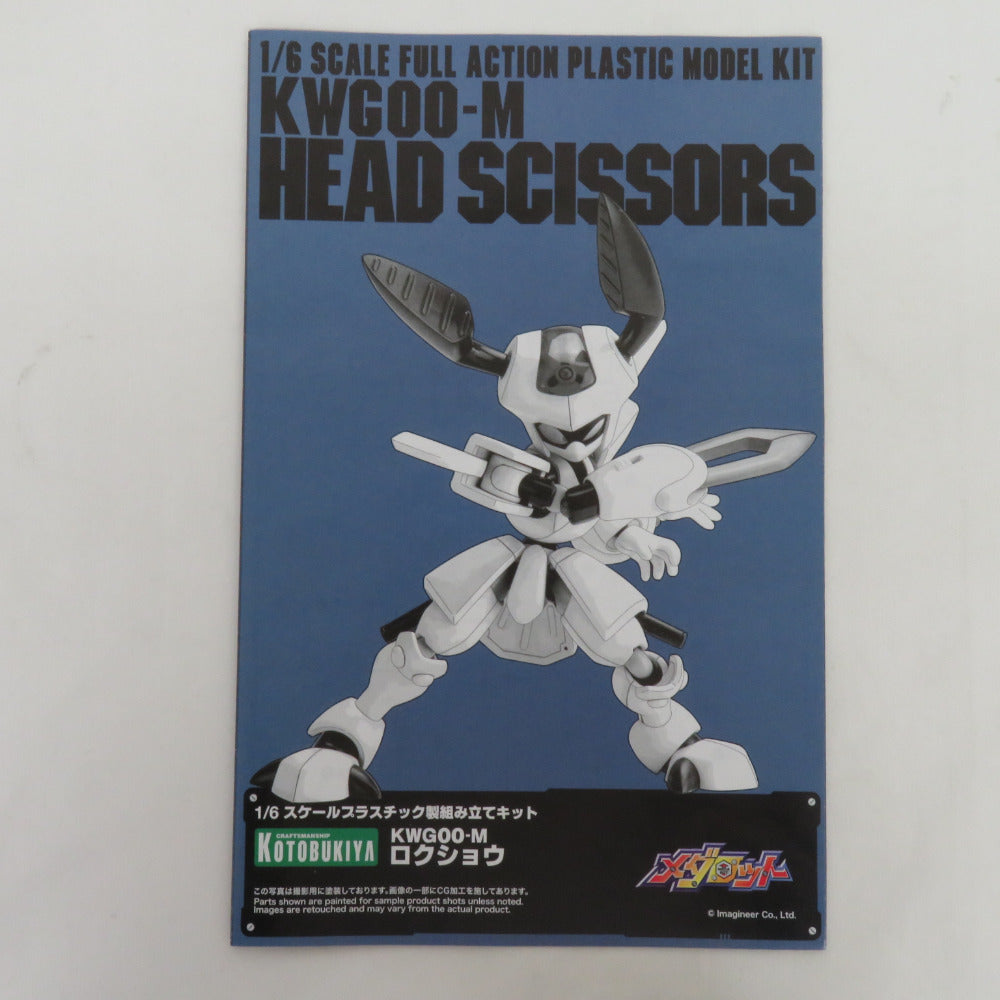 1/6 SCALE FULL ACTION PLASTIC MODEL KIT
KWG00-M
HEAD SCISSORS
1/6 スケールプラスチック製組み立てキット
CRAFTSMANSHIP
KOTOBUKIYA
KWG00-M
ロクショウ
メダロット
この写真は撮影用に塗装しております。画像の一部にCG加工を施してあります。
Parts shown are painted for sample product shots unless noted.
Images are retouched and may vary from the actual product.
© Imagineer Co., Ltd.